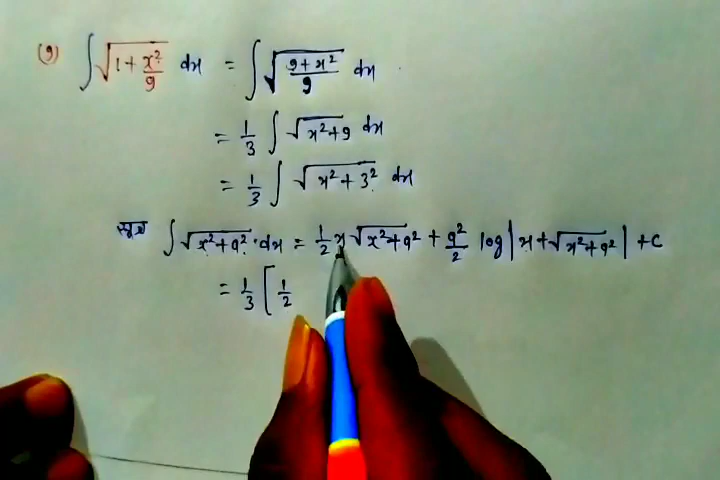 (9) ∫√(1 + x²/9) dx = ∫√((9+x²)/9) dx
= 1/3 ∫ √(x²+9) dx
= 1/3 ∫ √(x²+3²) dx
सूत्र ∫√(x²+a²) · dx = 1/2 x √(x²+a²) + a²/2 log|x+√(x²+a²)| + c
= 1/3 [ 1/2